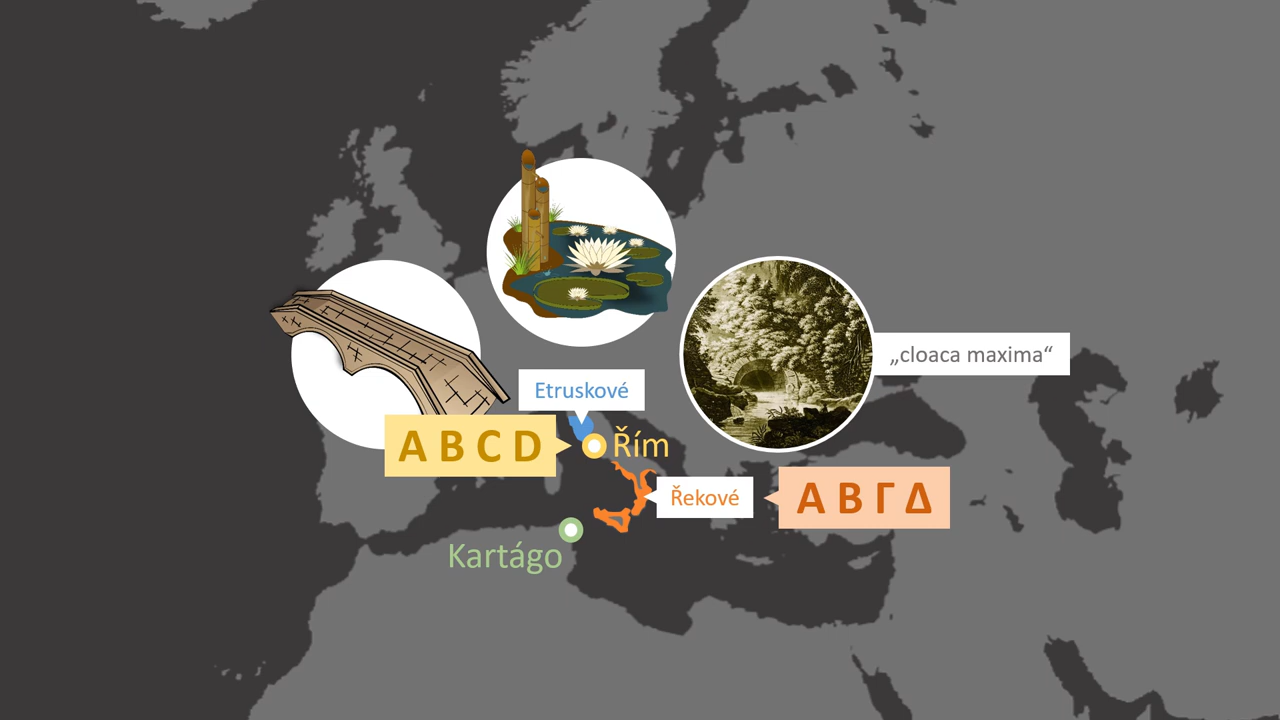 „cloaca maxima“
Etruskové
A B C D
Řím
Řekové
Α Β Γ Δ
Kartágo